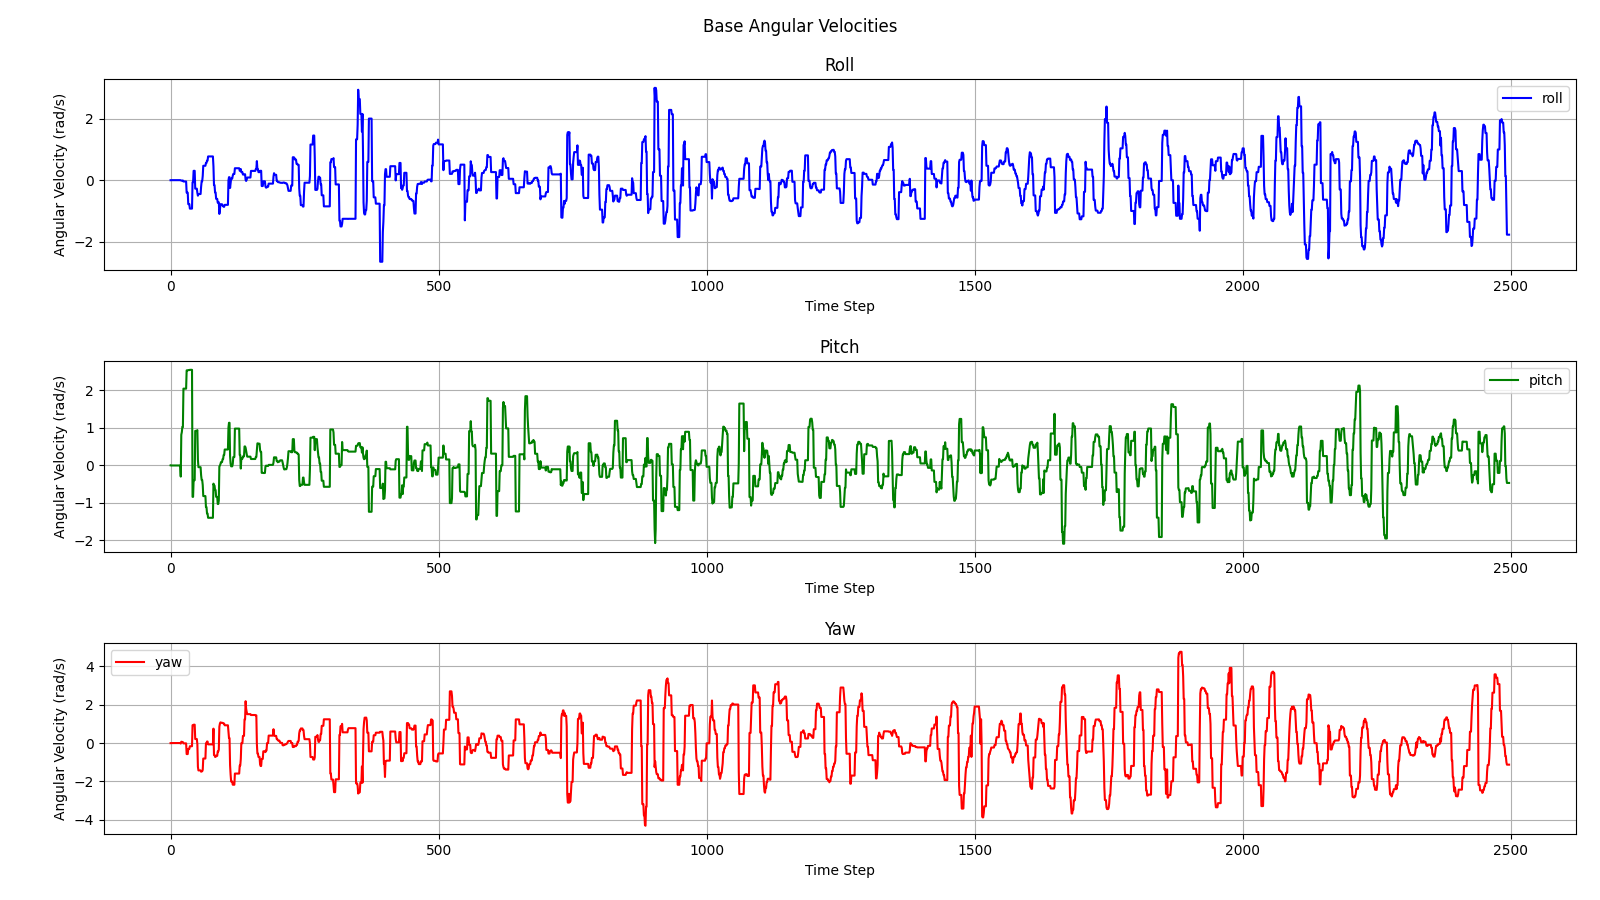 Base Angular Velocities
Roll
Angular Velocity (rad/s)
2
0
−2
roll
0 500 1000 1500 2000 2500
Time Step
Pitch
Angular Velocity (rad/s)
2
1
0
−1
−2
pitch
0 500 1000 1500 2000 2500
Time Step
Yaw
Angular Velocity (rad/s)
4
2
0
−2
−4
yaw
0 500 1000 1500 2000 2500
Time Step